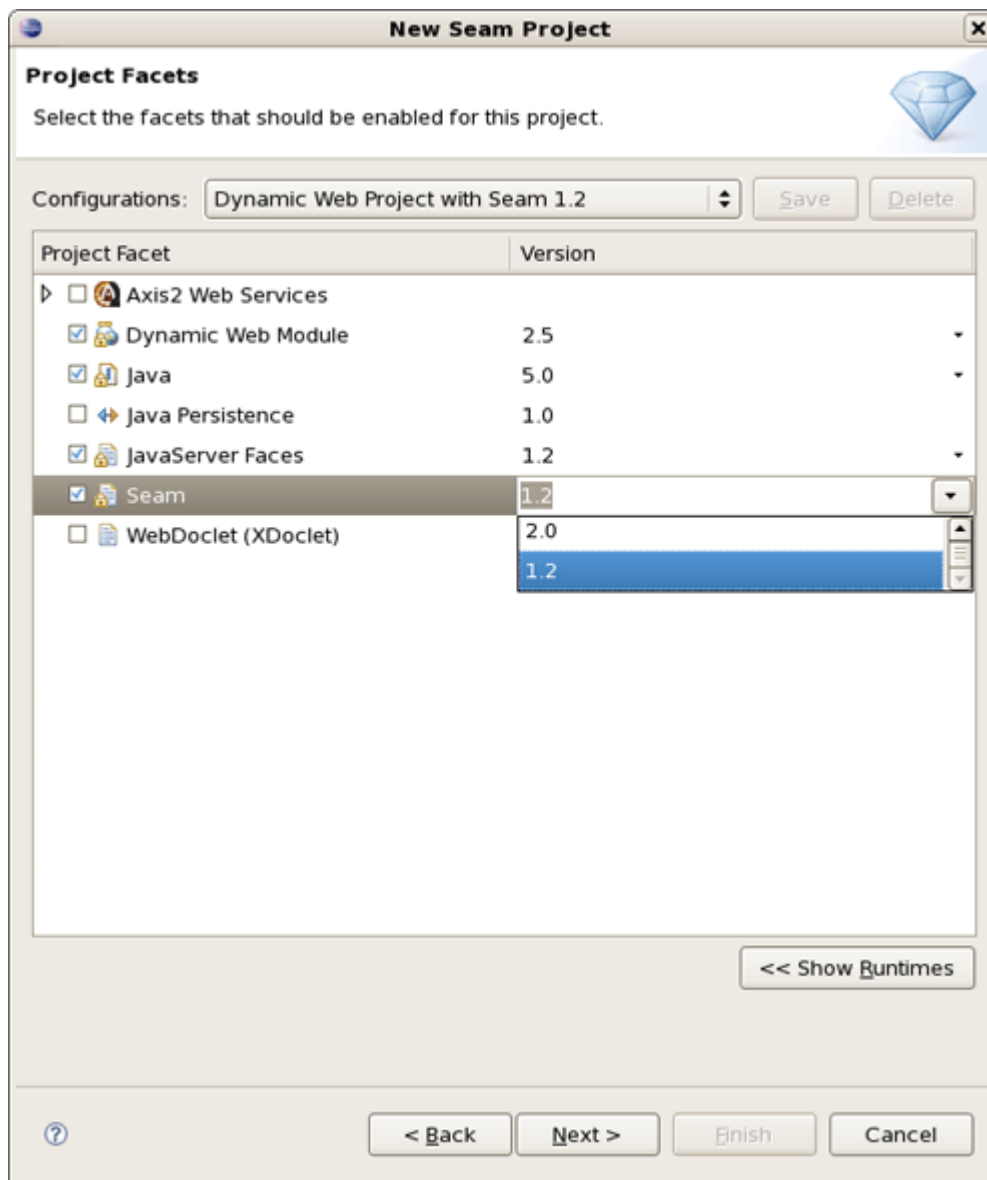 New Seam Project
Project Facets
Select the facets that should be enabled for this project.
Configurations: Dynamic Web Project with Seam 1.2 Save Delete
Project Facet Version
Axis2 Web Services
Dynamic Web Module 2.5
Java 5.0
Java Persistence 1.0
JavaServer Faces 1.2
Seam 1.2
WebDoclet (XDoclet) 2.0
1.2
<< Show Runtimes
< Back Next > Finish Cancel